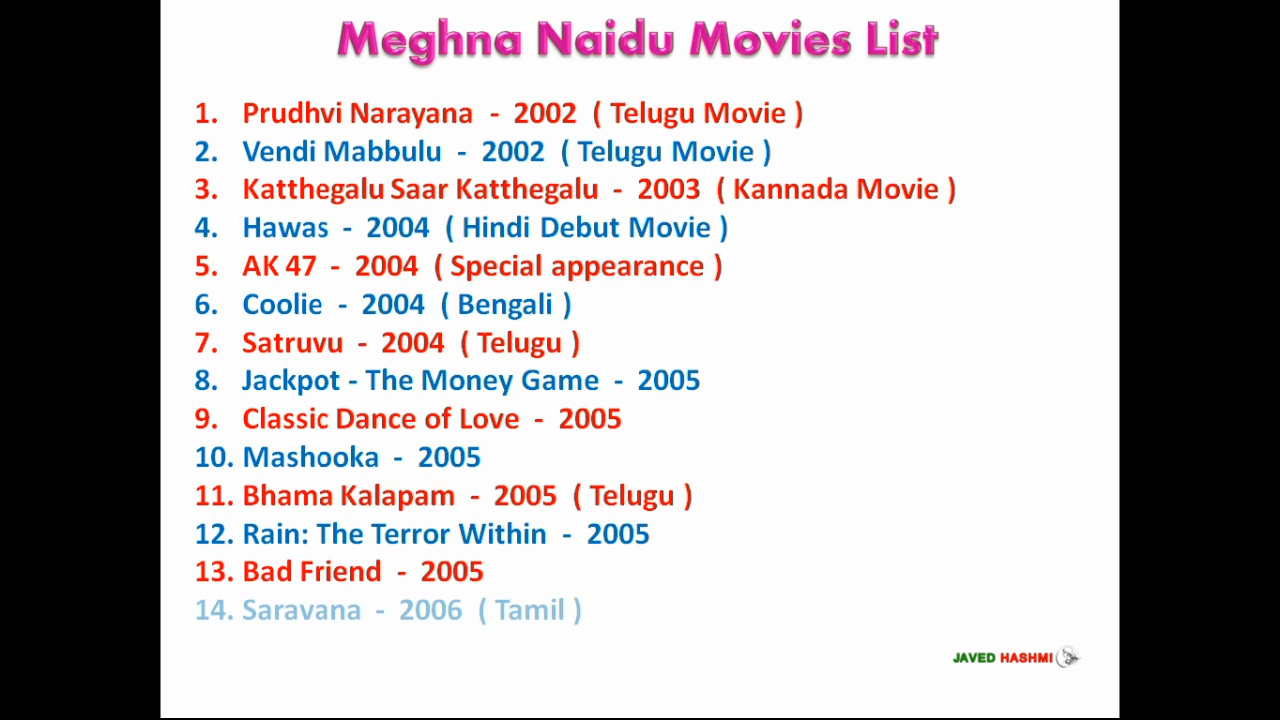 Meghna Naidu Movies List
1. Prudhvi Narayana - 2002 ( Telugu Movie )
2. Vendi Mabbulu - 2002 ( Telugu Movie )
3. Katthegalu Saar Katthegalu - 2003 ( Kannada Movie )
4. Hawas - 2004 ( Hindi Debut Movie )
5. AK 47 - 2004 ( Special appearance )
6. Coolie - 2004 ( Bengali )
7. Satruvu - 2004 ( Telugu )
8. Jackpot - The Money Game - 2005
9. Classic Dance of Love - 2005
10. Mashooka - 2005
11. Bhama Kalapam - 2005 ( Telugu )
12. Rain: The Terror Within - 2005
13. Bad Friend - 2005
14. Saravana - 2006 ( Tamil )
JAVED HASHMI